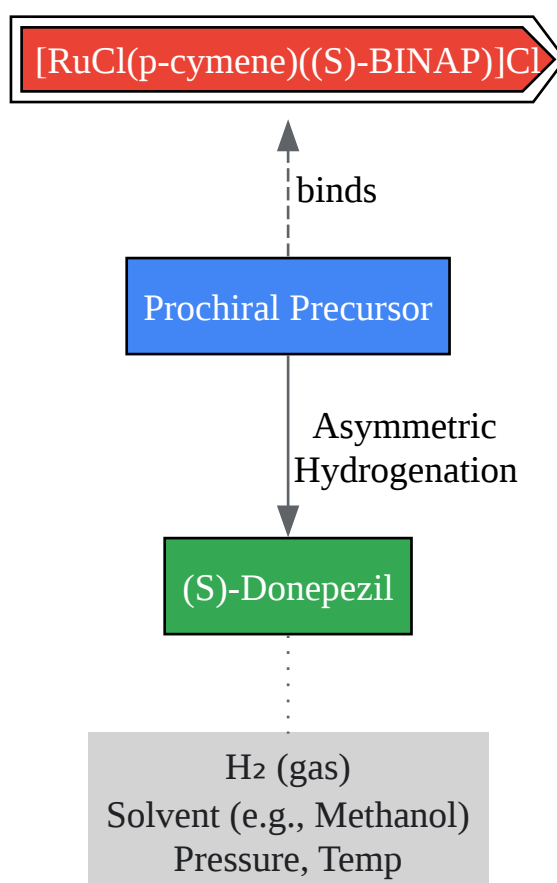 [RuCl(p-cymene)((S)-BINAP)]Cl
binds
Prochiral Precursor
Asymmetric
Hydrogenation
(S)-Donepezil
H₂ (gas)
Solvent (e.g., Methanol)
Pressure, Temp